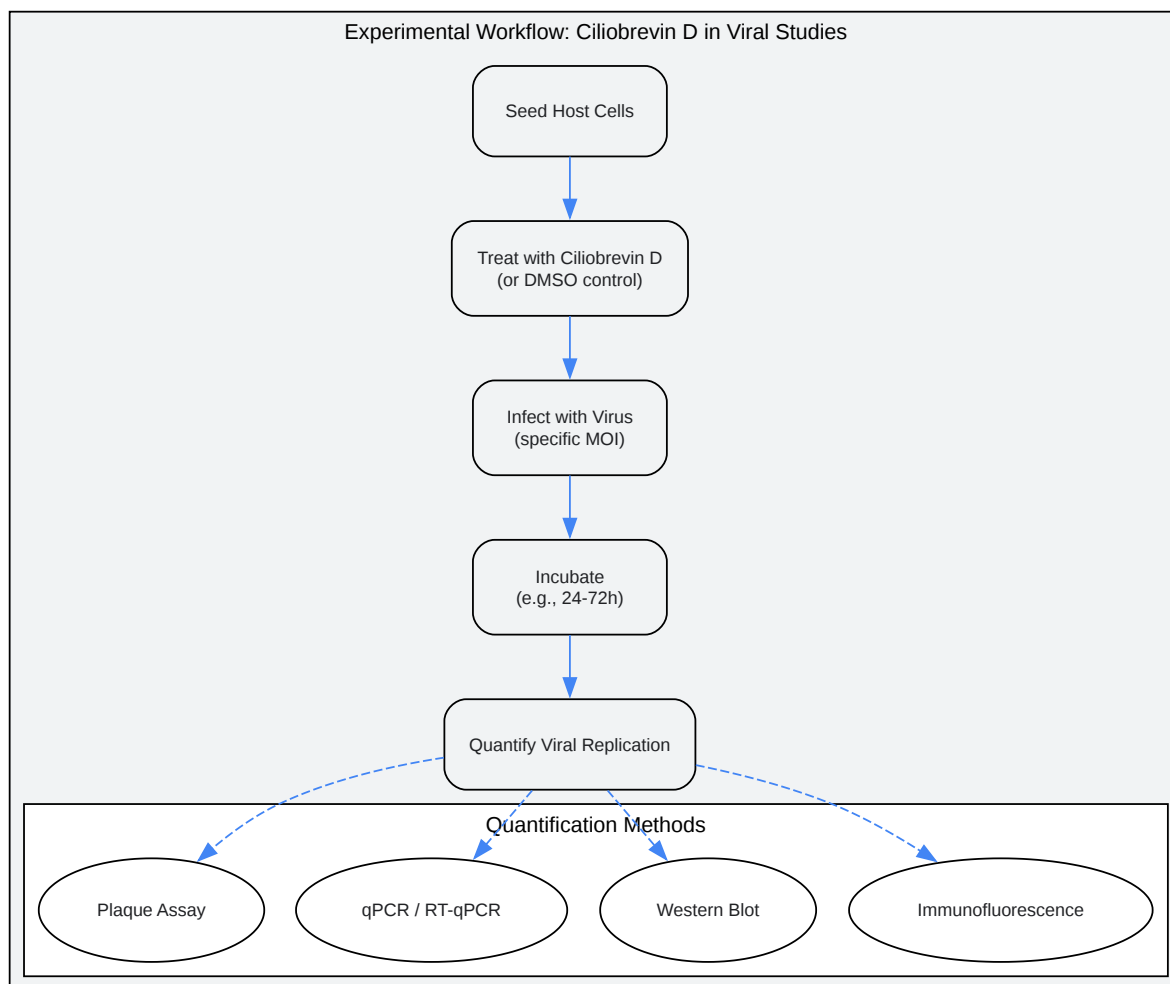 Experimental Workflow: Ciliobrevin D in Viral Studies
Seed Host Cells
Treat with Ciliobrevin D
(or DMSO control)
Infect with Virus
(specific MOI)
Incubate
(e.g., 24-72h)
Quantify Viral Replication
Quantification Methods
Plaque Assay
qPCR / RT-qPCR
Western Blot
Immunofluorescence